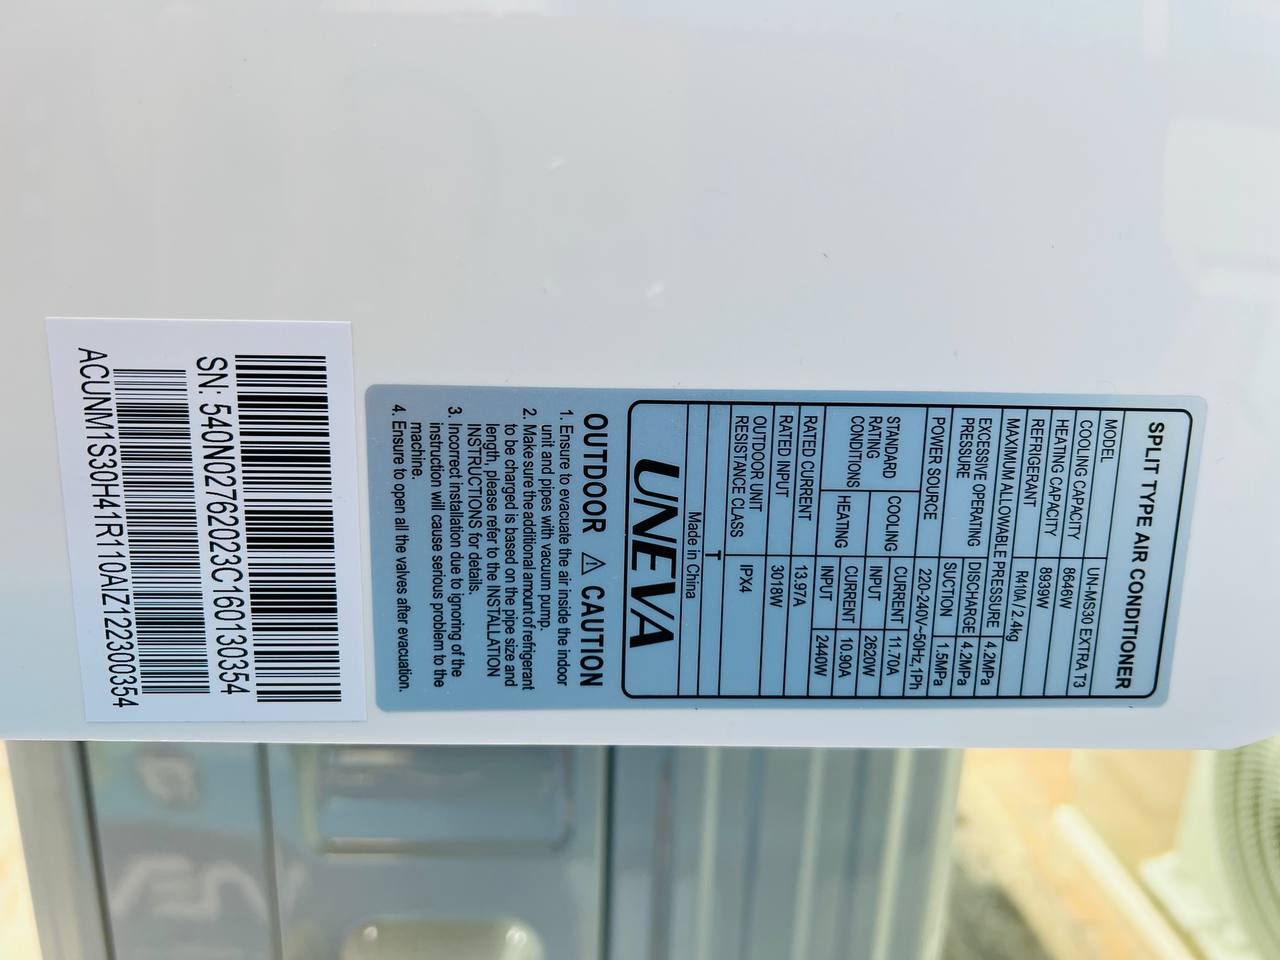 SPLIT TYPE AIR CONDITIONER
MODEL UN-MS30 EXTRA T3
COOLING CAPACITY 8646W
HEATING CAPACITY 8939W
REFRIGERANT R410A / 2.4kg
MAXIMUM ALLOWABLE PRESSURE 4.2MPa
EXCESSIVE OPERATING PRESSURE DISCHARGE 4.2MPa
SUCTION 1.5MPa
POWER SOURCE 220-240V~50Hz,1Ph
STANDARD RATING CONDITIONS COOLING CURRENT 11.70A
INPUT 2620W
HEATING CURRENT 10.90A
INPUT 2440W
RATED CURRENT 13.97A
RATED INPUT 3018W
OUTDOOR UNIT RESISTANCE CLASS IPX4
T
Made in China
UNEVA
OUTDOOR ⚠ CAUTION
1. Ensure to evacuate the air inside the indoor
unit and pipes with vacuum pump.
2. Make sure the additional amount of refrigerant
to be charged is based on the pipe size and
length, please refer to the INSTALLATION
INSTRUCTIONS for details.
3. Incorrect installation due to ignoring of the
instruction will cause serious problem to the
machine.
4. Ensure to open all the valves after evacuation.
SN: 540N02762023C160130354
ACUNM1S30H41R110AIZ122300354